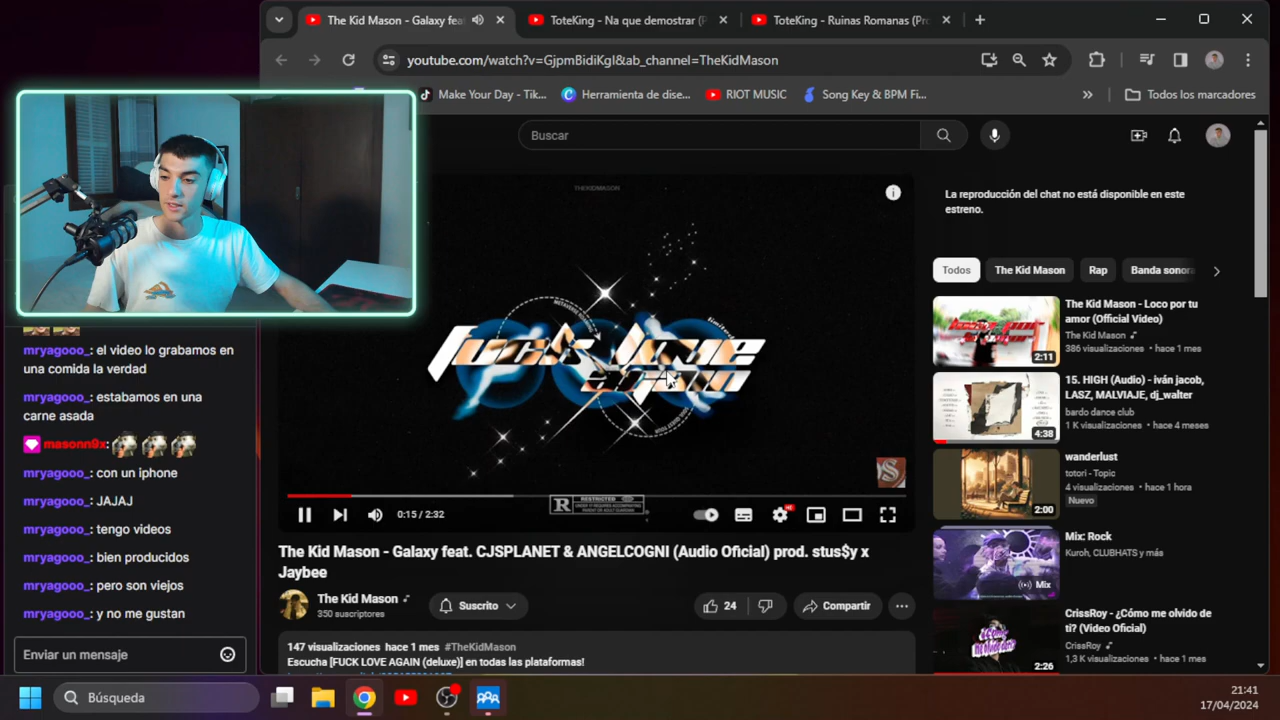 The Kid Mason - Galaxy feat
ToteKing - Na que demostrar (P
ToteKing - Ruinas Romanas (Pro
youtube.com/watch?v=GjpmBidiKgI&ab_channel=TheKidMason
Make Your Day - Tik...
Herramienta de dise...
RIOT MUSIC
Song Key & BPM Fi...
»
Todos los marcadores
Buscar
THEKIDMASON
fuck love
again
RESTRICTED
R
0:15 / 2:32
The Kid Mason - Galaxy feat. CJSPLANET & ANGELCOGNI (Audio Oficial) prod. stus$y x
Jaybee
The Kid Mason
350 suscriptores
Suscrito
24
Compartir
147 visualizaciones hace 1 mes #TheKidMason
Escucha [FUCK LOVE AGAIN (deluxe)] en todas las plataformas!
La reproducción del chat no está disponible en este
estreno.
Todos
The Kid Mason
Rap
Banda sonora
The Kid Mason - Loco por tu
amor (Official Video)
The Kid Mason
386 visualizaciones • hace 1 mes
2:11
15. HIGH (Audio) - iván jacob,
LASZ, MALVIAJE, dj_walter
bardo dance club
1 K visualizaciones • hace 4 meses
4:38
wanderlust
totori - Topic
4 visualizaciones • hace 1 hora
Nuevo
2:00
Mix: Rock
Kuroh, CLUBHATS y más
Mix
CrissRoy - ¿Cómo me olvido de
ti? (Video Oficial)
CrissRoy
1,3 K visualizaciones • hace 1 mes
2:26
mryagooo_: el video lo grabamos en
una comida la verdad
mryagooo_: estabamos en una
carne asada
masonn9x:
mryagooo_: con un iphone
mryagooo_: JAJAJ
mryagooo_: tengo videos
mryagooo_: bien producidos
mryagooo_: pero son viejos
mryagooo_: y no me gustan
Enviar un mensaje
Búsqueda
21:41
17/04/2024